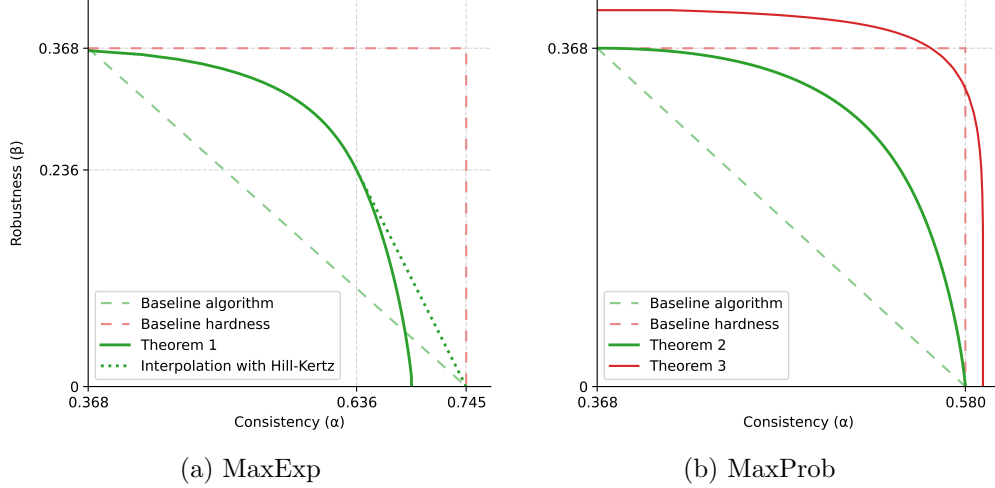 0.368
0.236
0
Robustness (β)
Baseline algorithm
Baseline hardness
Theorem 1
Interpolation with Hill-Kertz
0.368
0.636
0.745
Consistency (α)
(a) MaxExp
0.368
0
Baseline algorithm
Baseline hardness
Theorem 2
Theorem 3
0.368
0.580
Consistency (α)
(b) MaxProb